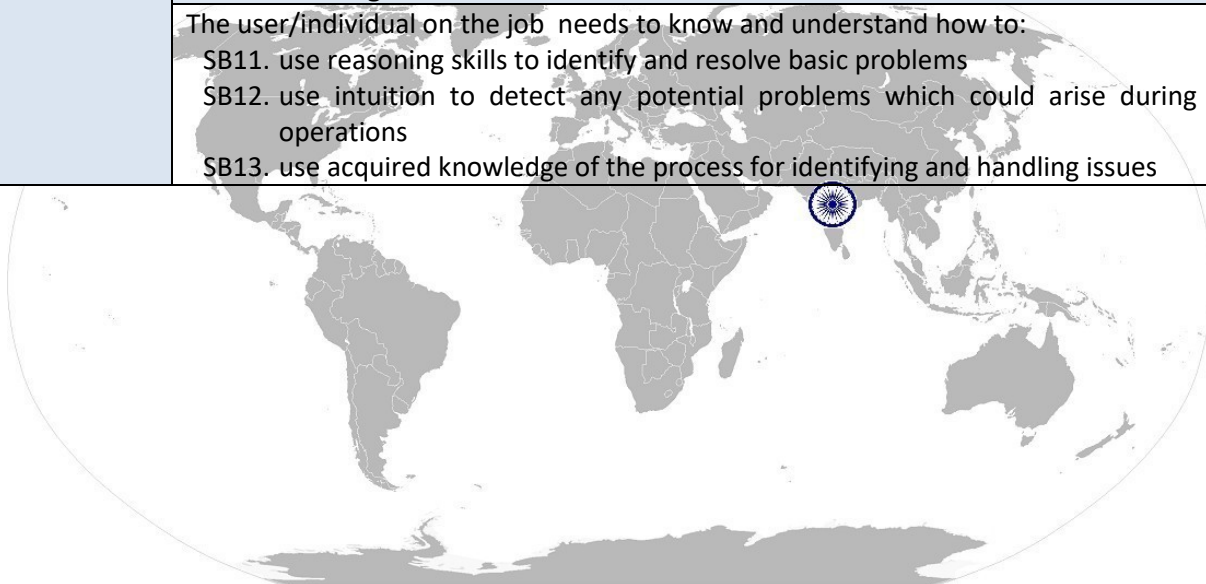 The user/individual on the job needs to know and understand how to:
SB11. use reasoning skills to identify and resolve basic problems
SB12. use intuition to detect any potential problems which could arise during
operations
SB13. use acquired knowledge of the process for identifying and handling issues